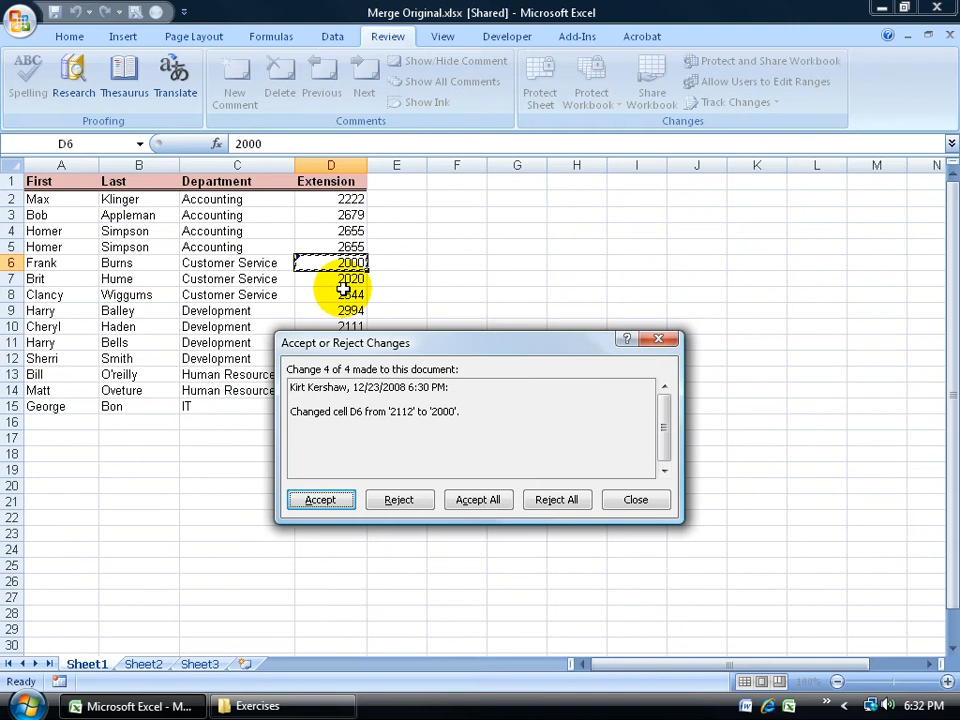 Merge Original.xlsx [Shared] - Microsoft Excel
Home Insert Page Layout Formulas Data Review View Developer Add-Ins Acrobat
ABC
Spelling Research Thesaurus Translate
Proofing
New Comment Delete Previous Next
Show/Hide Comment
Show All Comments
Show Ink
Comments
Protect Sheet Protect Workbook Share Workbook
Protect and Share Workbook
Allow Users to Edit Ranges
Track Changes
Changes
D6 fx 2000
A B C D E F G H I J K L M N
1 First Last Department Extension
2 Max Klinger Accounting 2222
3 Bob Appleman Accounting 2679
4 Homer Simpson Accounting 2655
5 Homer Simpson Accounting 2655
6 Frank Burns Customer Service 2000
7 Brit Hume Customer Service 2020
8 Clancy Wiggums Customer Service
9 Harry Balley Development 2994
10 Cheryl Haden Development 2111
11 Harry Bells Development
12 Sherri Smith Development
13 Bill O'reilly Human Resource
14 Matt Oveture Human Resource
15 George Bon IT
16
17
18
19
20
21
22
23
24
25
26
27
28
29
30
Accept or Reject Changes
Change 4 of 4 made to this document:
Kirt Kershaw, 12/23/2008 6:30 PM:
Changed cell D6 from '2112' to '2000'.
Accept Reject Accept All Reject All Close
Sheet1 Sheet2 Sheet3
Ready 100%
Microsoft Excel - M... Exercises 6:32 PM